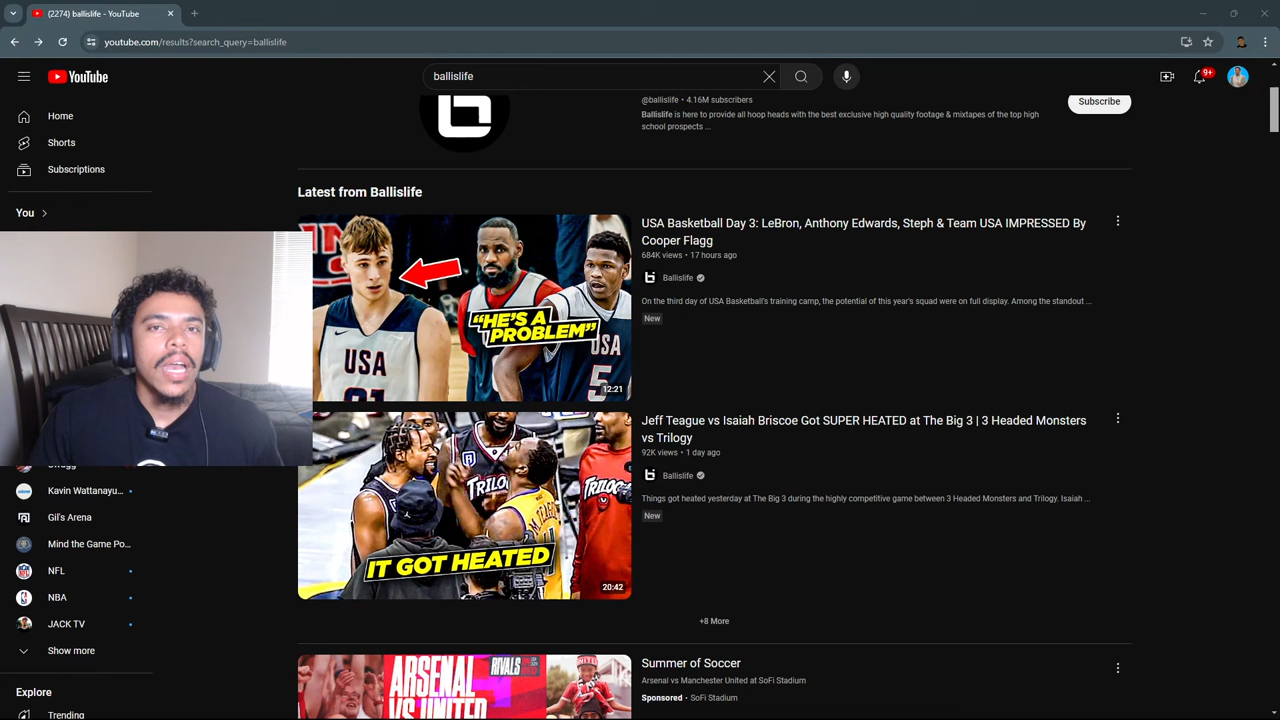 (2274) ballislife - YouTube
youtube.com/results?search_query=ballislife
YouTube
ballislife
9+
Home
Shorts
Subscriptions
You
Kavin Wattanayu...
Gil's Arena
Mind the Game Po...
NFL
NBA
JACK TV
Show more
Explore
Trending
@ballislife • 4.16M subscribers
Ballislife is here to provide all hoop heads with the best exclusive high quality footage & mixtapes of the top high
school prospects ...
Subscribe
Latest from Ballislife
"HE'S A
PROBLEM"
USA
USA
5
12:21
USA Basketball Day 3: LeBron, Anthony Edwards, Steph & Team USA IMPRESSED By
Cooper Flagg
684K views • 17 hours ago
Ballislife
On the third day of USA Basketball's training camp, the potential of this year's squad were on full display. Among the standout ...
New
IT GOT HEATED
20:42
Jeff Teague vs Isaiah Briscoe Got SUPER HEATED at The Big 3 | 3 Headed Monsters
vs Trilogy
92K views • 1 day ago
Ballislife
Things got heated yesterday at The Big 3 during the highly competitive game between 3 Headed Monsters and Trilogy. Isaiah ...
New
+8 More
ARSENAL
VS UNITED
RIVALS
Summer of Soccer
Arsenal vs Manchester United at SoFi Stadium
Sponsored • SoFi Stadium